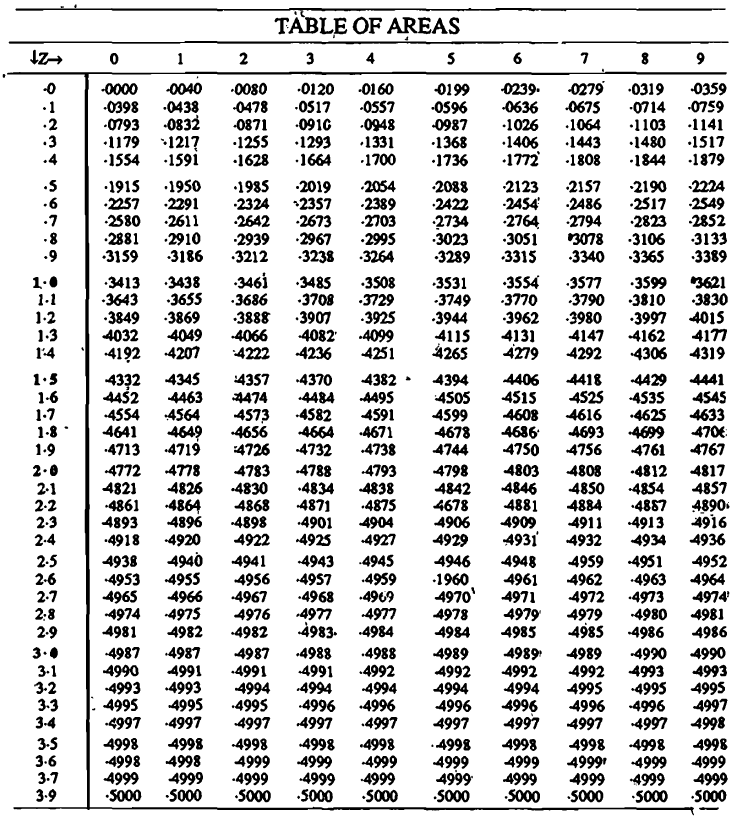 TABLE OF AREAS
↓Z→ 0 1 2 3 4 5 6 7 8 9
·0 ·0000 ·0040 ·0080 ·0120 ·0160 ·0199 ·0239 ·0279 ·0319 ·0359
·1 ·0398 ·0438 ·0478 ·0517 ·0557 ·0596 ·0636 ·0675 ·0714 ·0759
·2 ·0793 ·0832 ·0871 ·0910 ·0948 ·0987 ·1026 ·1064 ·1103 ·1141
·3 ·1179 ·1217 ·1255 ·1293 ·1331 ·1368 ·1406 ·1443 ·1480 ·1517
·4 ·1554 ·1591 ·1628 ·1664 ·1700 ·1736 ·1772 ·1808 ·1844 ·1879
·5 ·1915 ·1950 ·1985 ·2019 ·2054 ·2088 ·2123 ·2157 ·2190 ·2224
·6 ·2257 ·2291 ·2324 ·2357 ·2389 ·2422 ·2454 ·2486 ·2517 ·2549
·7 ·2580 ·2611 ·2642 ·2673 ·2703 ·2734 ·2764 ·2794 ·2823 ·2852
·8 ·2881 ·2910 ·2939 ·2967 ·2995 ·3023 ·3051 ·3078 ·3106 ·3133
·9 ·3159 ·3186 ·3212 ·3238 ·3264 ·3289 ·3315 ·3340 ·3365 ·3389
1·0 ·3413 ·3438 ·3461 ·3485 ·3508 ·3531 ·3554 ·3577 ·3599 ·3621
1·1 ·3643 ·3655 ·3686 ·3708 ·3729 ·3749 ·3770 ·3790 ·3810 ·3830
1·2 ·3849 ·3869 ·3888 ·3907 ·3925 ·3944 ·3962 ·3980 ·3997 ·4015
1·3 ·4032 ·4049 ·4066 ·4082 ·4099 ·4115 ·4131 ·4147 ·4162 ·4177
1·4 ·4192 ·4207 ·4222 ·4236 ·4251 ·4265 ·4279 ·4292 ·4306 ·4319
1·5 ·4332 ·4345 ·4357 ·4370 ·4382 ·4394 ·4406 ·4418 ·4429 ·4441
1·6 ·4452 ·4463 ·4474 ·4484 ·4495 ·4505 ·4515 ·4525 ·4535 ·4545
1·7 ·4554 ·4564 ·4573 ·4582 ·4591 ·4599 ·4608 ·4616 ·4625 ·4633
1·8 ·4641 ·4649 ·4656 ·4664 ·4671 ·4678 ·4686 ·4693 ·4699 ·4706
1·9 ·4713 ·4719 ·4726 ·4732 ·4738 ·4744 ·4750 ·4756 ·4761 ·4767
2·0 ·4772 ·4778 ·4783 ·4788 ·4793 ·4798 ·4803 ·4808 ·4812 ·4817
2·1 ·4821 ·4826 ·4830 ·4834 ·4838 ·4842 ·4846 ·4850 ·4854 ·4857
2·2 ·4861 ·4864 ·4868 ·4871 ·4875 ·4678 ·4881 ·4884 ·4887 ·4890
2·3 ·4893 ·4896 ·4898 ·4901 ·4904 ·4906 ·4909 ·4911 ·4913 ·4916
2·4 ·4918 ·4920 ·4922 ·4925 ·4927 ·4929 ·4931 ·4932 ·4934 ·4936
2·5 ·4938 ·4940 ·4941 ·4943 ·4945 ·4946 ·4948 ·4959 ·4951 ·4952
2·6 ·4953 ·4955 ·4956 ·4957 ·4959 ·1960 ·4961 ·4962 ·4963 ·4964
2·7 ·4965 ·4966 ·4967 ·4968 ·4969 ·4970 ·4971 ·4972 ·4973 ·4974
2·8 ·4974 ·4975 ·4976 ·4977 ·4977 ·4978 ·4979 ·4979 ·4980 ·4981
2·9 ·4981 ·4982 ·4982 ·4983 ·4984 ·4984 ·4985 ·4985 ·4986 ·4986
3·0 ·4987 ·4987 ·4987 ·4988 ·4988 ·4989 ·4989 ·4989 ·4990 ·4990
3·1 ·4990 ·4991 ·4991 ·4991 ·4992 ·4992 ·4992 ·4992 ·4993 ·4993
3·2 ·4993 ·4993 ·4994 ·4994 ·4994 ·4994 ·4994 ·4995 ·4995 ·4995
3·3 ·4995 ·4995 ·4995 ·4996 ·4996 ·4996 ·4996 ·4996 ·4996 ·4997
3·4 ·4997 ·4997 ·4997 ·4997 ·4997 ·4997 ·4997 ·4997 ·4997 ·4998
3·5 ·4998 ·4998 ·4998 ·4998 ·4998 ·4998 ·4998 ·4998 ·4998 ·4998
3·6 ·4998 ·4998 ·4999 ·4999 ·4999 ·4999 ·4999 ·4999 ·4999 ·4999
3·7 ·4999 ·4999 ·4999 ·4999 ·4999 ·4999 ·4999 ·4999 ·4999 ·4999
3·9 ·5000 ·5000 ·5000 ·5000 ·5000 ·5000 ·5000 ·5000 ·5000 ·5000